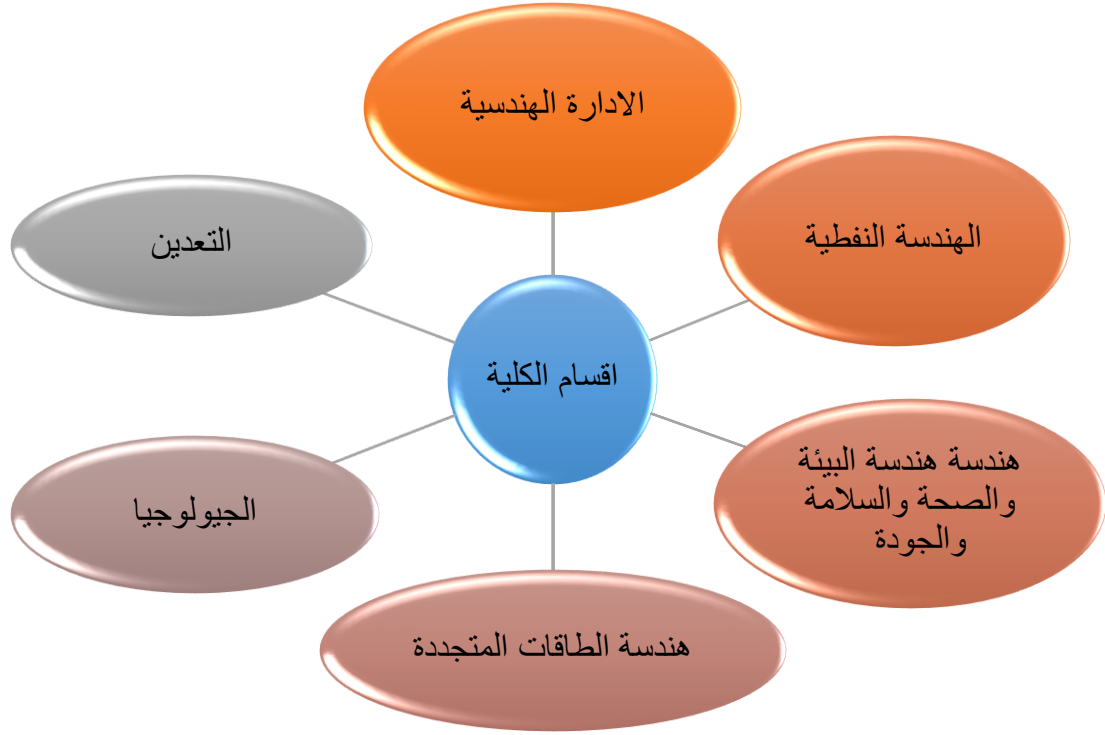 الادارة الهندسية
الهندسة النفطية
التعدين
اقسام الكلية
هندسة هندسة البيئة
والصحة والسلامة
والجودة
الجيولوجيا
هندسة الطاقات المتجددة